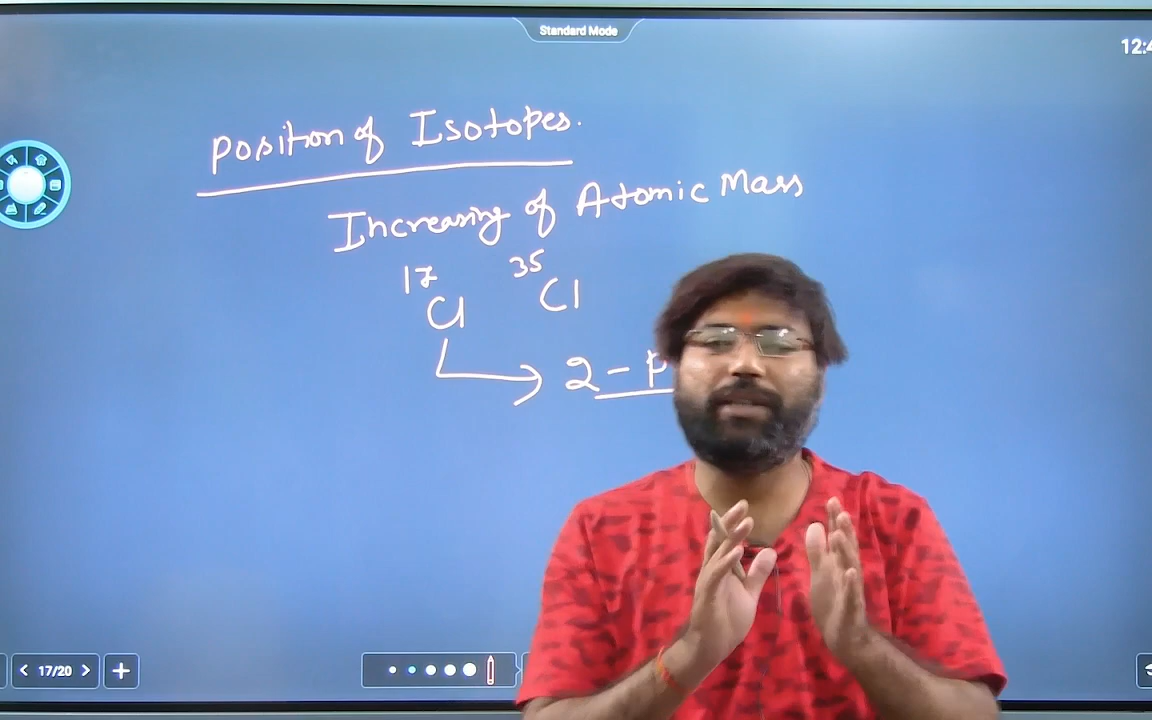 Standard Mode
12:4
Position of Isotopes.
Increasing of Atomic Mass
17 Cl 35 Cl
2 - P
17/20